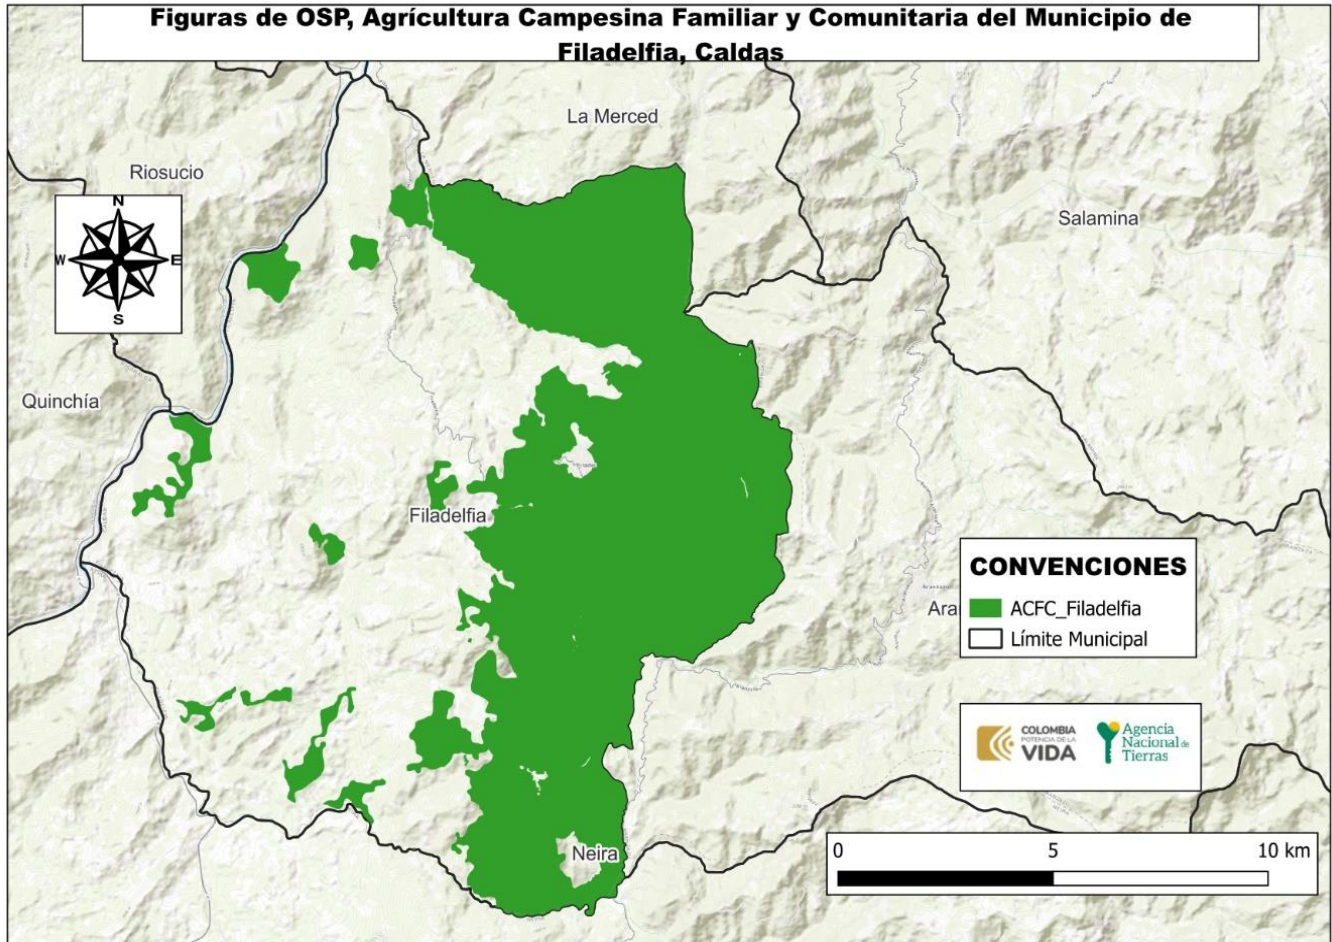 Figuras de OSP, Agrícultura Campesina Familiar y Comunitaria del Municipio de
Filadelfia, Caldas
La Merced
Riosucio
N
W
E
S
Salamina
Quinchía
Filadelfia
CONVENCIONES
ACFC_Filadelfia
Límite Municipal
Ara
COLOMBIA
POTENCIA DE LA
VIDA
Agencia
Nacional de
Tierras
Neira
0
5
10 km